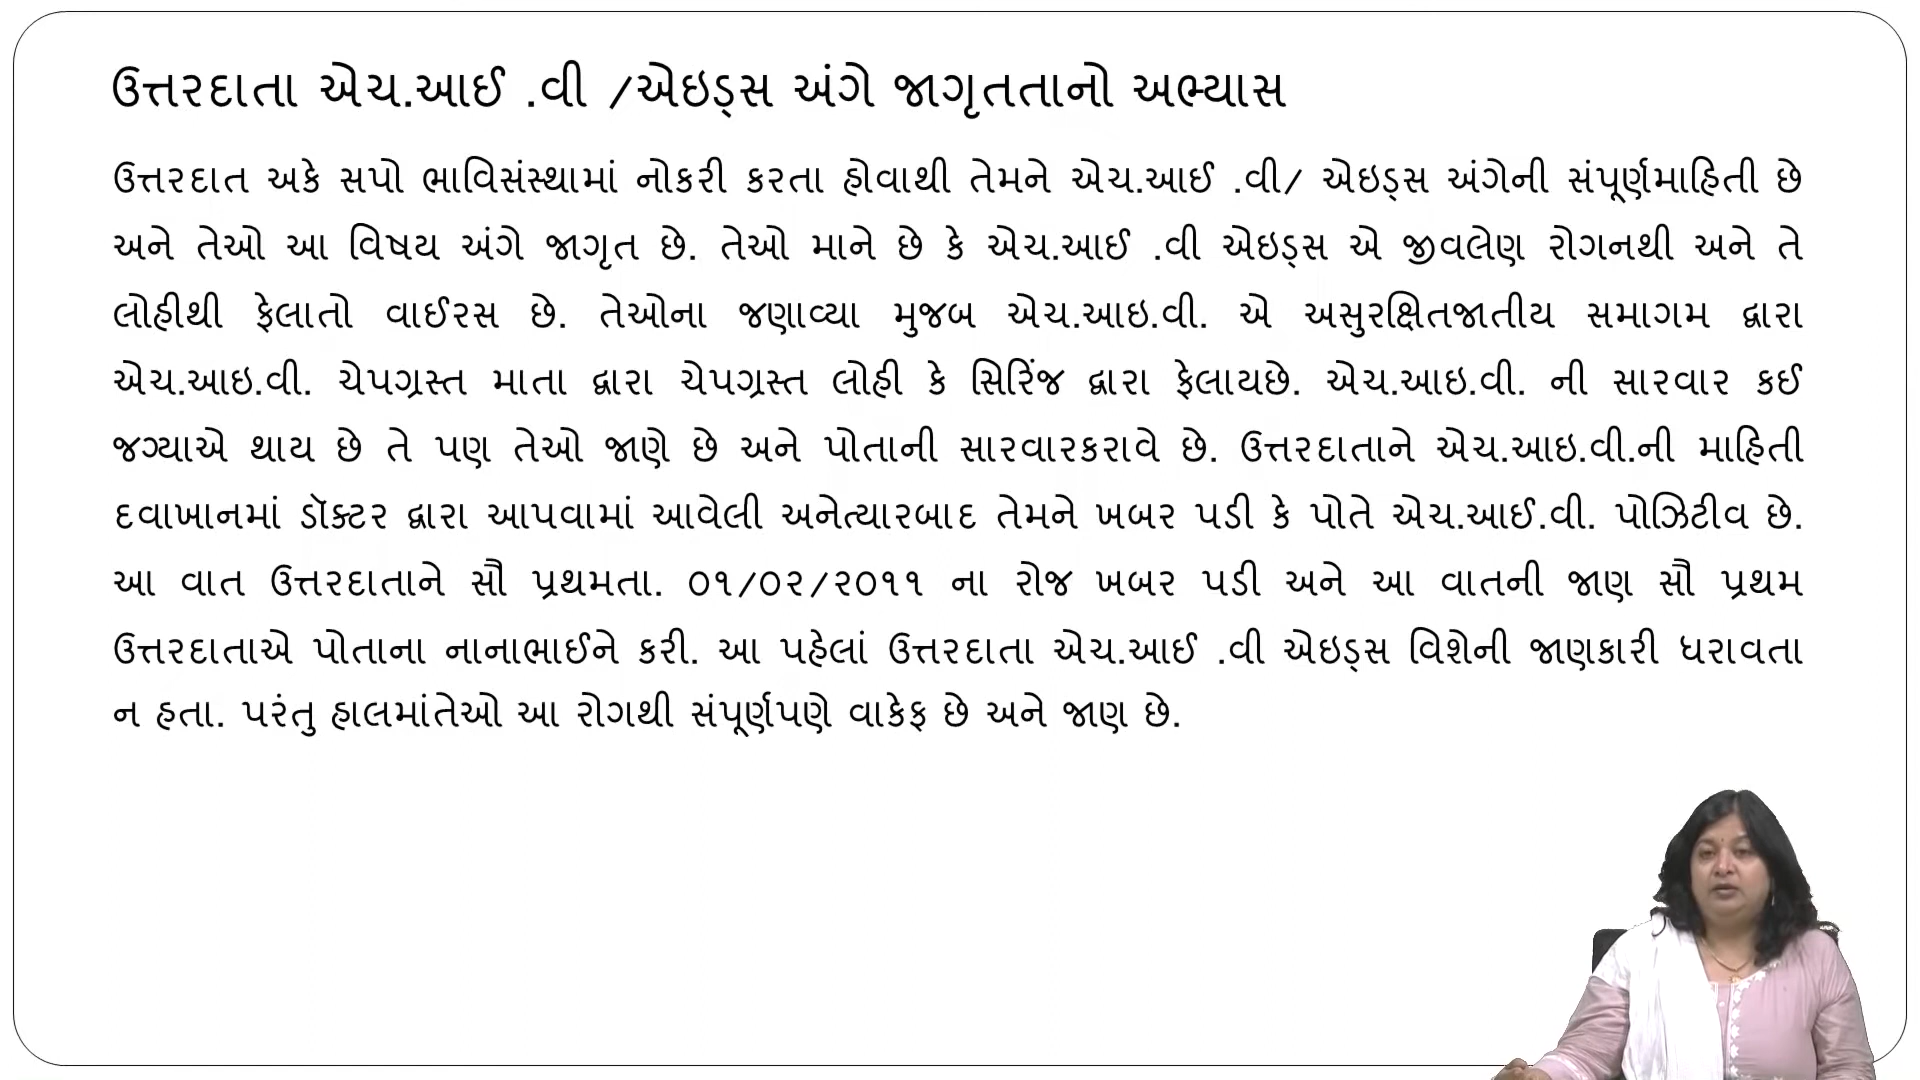 ઉત્તરદાતા એચ.આઈ .વી /એઇડ્સ અંગે જાગૃતતાનો અભ્યાસ
ઉત્તરદાત અકે સપો ભાવિસંસ્થામાં નોકરી કરતા હોવાથી તેમને એચ.આઈ .વી/ એઇડ્સ અંગેની સંપૂર્ણમાહિતી છે
અને તેઓ આ વિષય અંગે જાગૃત છે. તેઓ માને છે કે એચ.આઈ .વી એઇડ્સ એ જીવલેણ રોગનથી અને તે
લોહીથી ફેલાતો વાઈરસ છે. તેઓના જણાવ્યા મુજબ એચ.આઇ.વી. એ અસુરક્ષિતજાતીય સમાગમ દ્વારા
એચ.આઇ.વી. ચેપગ્રસ્ત માતા દ્વારા ચેપગ્રસ્ત લોહી કે સિરિંજ દ્વારા ફેલાયછે. એચ.આઇ.વી. ની સારવાર કઈ
જગ્યાએ થાય છે તે પણ તેઓ જાણે છે અને પોતાની સારવારકરાવે છે. ઉત્તરદાતાને એચ.આઇ.વી.ની માહિતી
દવાખાનમાં ડૉક્ટર દ્વારા આપવામાં આવેલી અનેત્યારબાદ તેમને ખબર પડી કે પોતે એચ.આઈ.વી. પોઝિટીવ છે.
આ વાત ઉત્તરદાતાને સૌ પ્રથમતા. ૦૧/૦૨/૨૦૧૧ ના રોજ ખબર પડી અને આ વાતની જાણ સૌ પ્રથમ
ઉત્તરદાતાએ પોતાના નાનાભાઈને કરી. આ પહેલાં ઉત્તરદાતા એચ.આઈ .વી એઇડ્સ વિશેની જાણકારી ધરાવતા
ન હતા. પરંતુ હાલમાંતેઓ આ રોગથી સંપૂર્ણપણે વાકેફ છે અને જાણ છે.